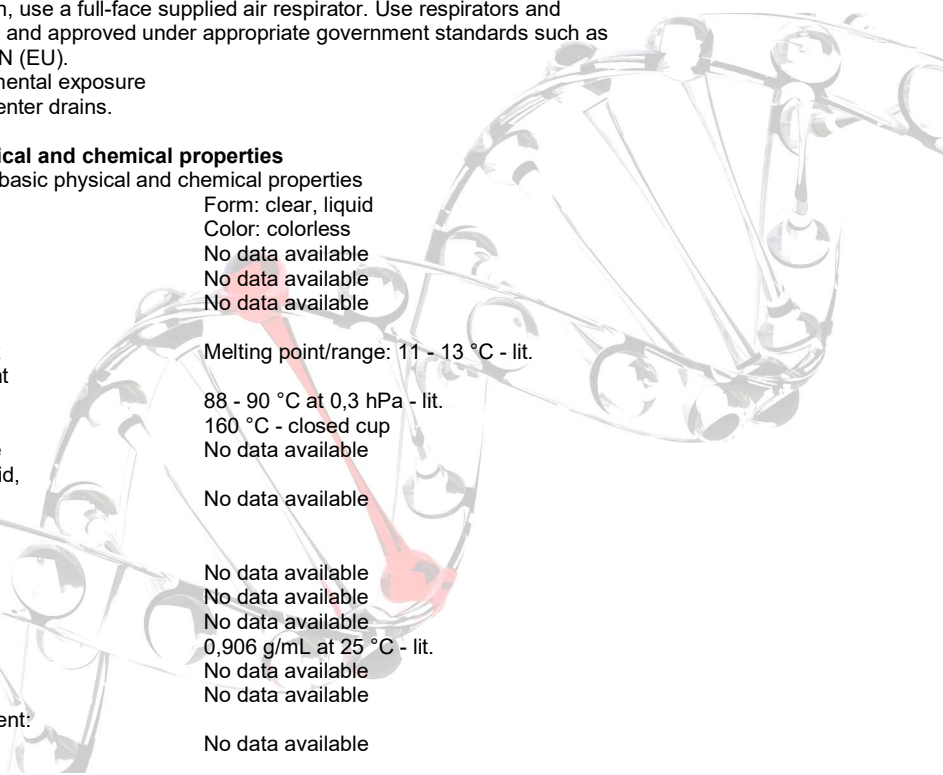 n, use a full-face supplied air respirator. Use respirators and
and approved under appropriate government standards such as
N (EU).
mental exposure
enter drains.
ical and chemical properties
basic physical and chemical properties
Form: clear, liquid
Color: colorless
No data available
No data available
No data available
Melting point/range: 11 - 13 °C - lit.
t
88 - 90 °C at 0,3 hPa - lit.
160 °C - closed cup
No data available
id,
No data available
No data available
No data available
No data available
0,906 g/mL at 25 °C - lit.
No data available
No data available
ent:
No data available